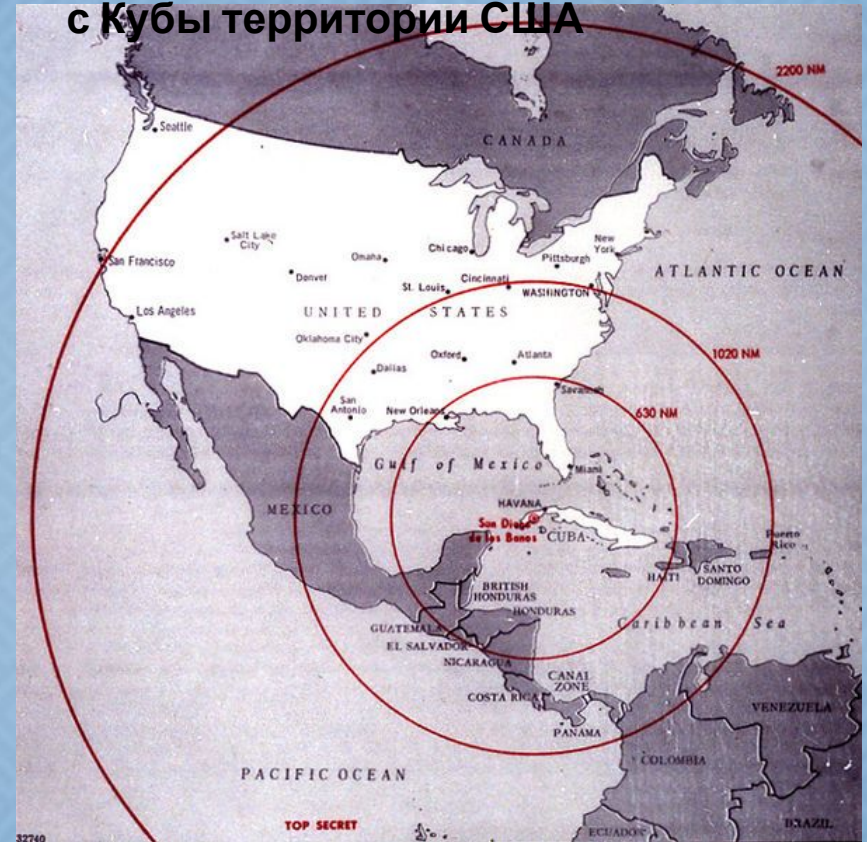 с Кубы территории США
2200 NM
Seattle
CANADA
Salt Lake
City
Omaha
Chicago
New
York
Pittsburgh
San Francisco
Denver
ATLANTIC OCEAN
St. Louis
Cincinnati
WASHINGTON
Los Angeles
UNITED STATES
Oklahoma City
1020 NM
Oxford
Atlanta
Dallas
Savannah
San
Antonio
New Orleans
630 NM
Gulf of Mexico
Miami
MEXICO
HAVANA
San Diego
de los Banos
CUBA
Puerto
Rico
HAITI
SANTO
DOMINGO
BRITISH
HONDURAS
HONDURAS
Caribbean Sea
GUATEMALA
EL SALVADOR
NICARAGUA
CANAL
ZONE
COSTA RICA
VENEZUELA
PANAMA
COLOMBIA
PACIFIC OCEAN
TOP SECRET
BRAZIL
ECUADOR
32740